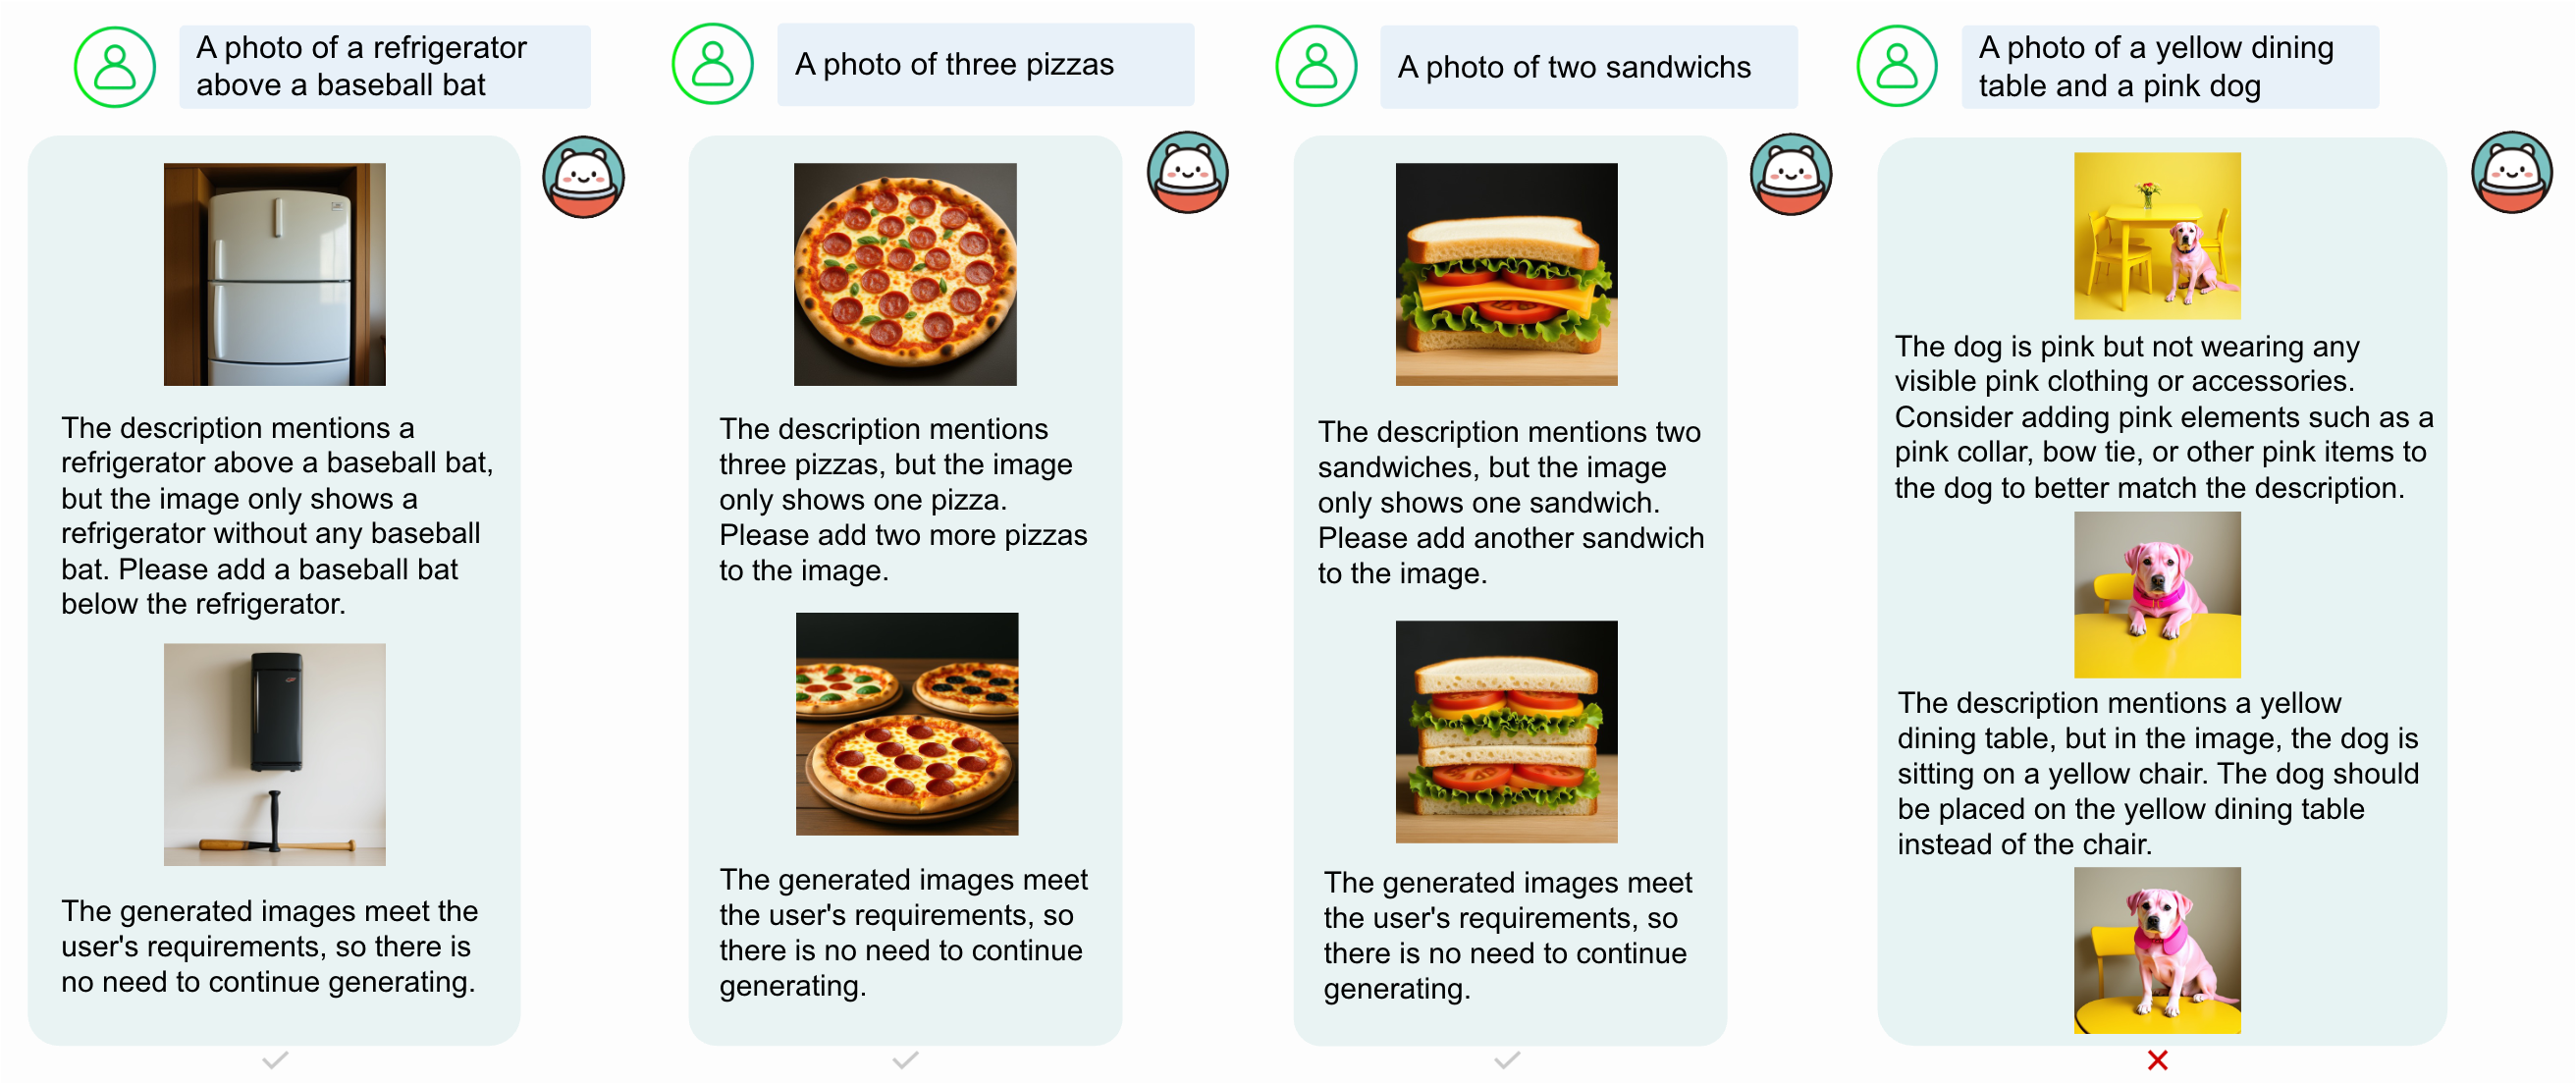 A photo of a refrigerator
above a baseball bat
The description mentions a
refrigerator above a baseball bat,
but the image only shows a
refrigerator without any baseball
bat. Please add a baseball bat
below the refrigerator.
The generated images meet the
user's requirements, so there is
no need to continue generating.
A photo of three pizzas
The description mentions
three pizzas, but the image
only shows one pizza.
Please add two more pizzas
to the image.
The generated images meet
the user's requirements, so
there is no need to continue
generating.
A photo of two sandwichs
The description mentions two
sandwiches, but the image
only shows one sandwich.
Please add another sandwich
to the image.
The generated images meet
the user's requirements, so
there is no need to continue
generating.
A photo of a yellow dining
table and a pink dog
The dog is pink but not wearing any
visible pink clothing or accessories.
Consider adding pink elements such as a
pink collar, bow tie, or other pink items to
the dog to better match the description.
The description mentions a yellow
dining table, but in the image, the dog is
sitting on a yellow chair. The dog should
be placed on the yellow dining table
instead of the chair.